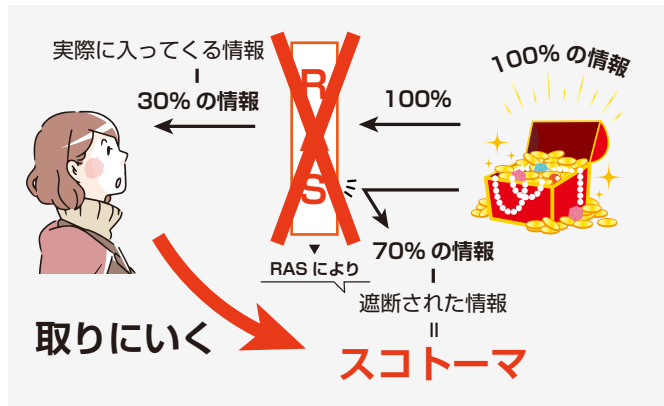 実際に入ってくる情報
=
30% の情報
RAS
100%
100% の情報
RAS により
70% の情報
=
遮断された情報
=
スコトーマ
取りにいく